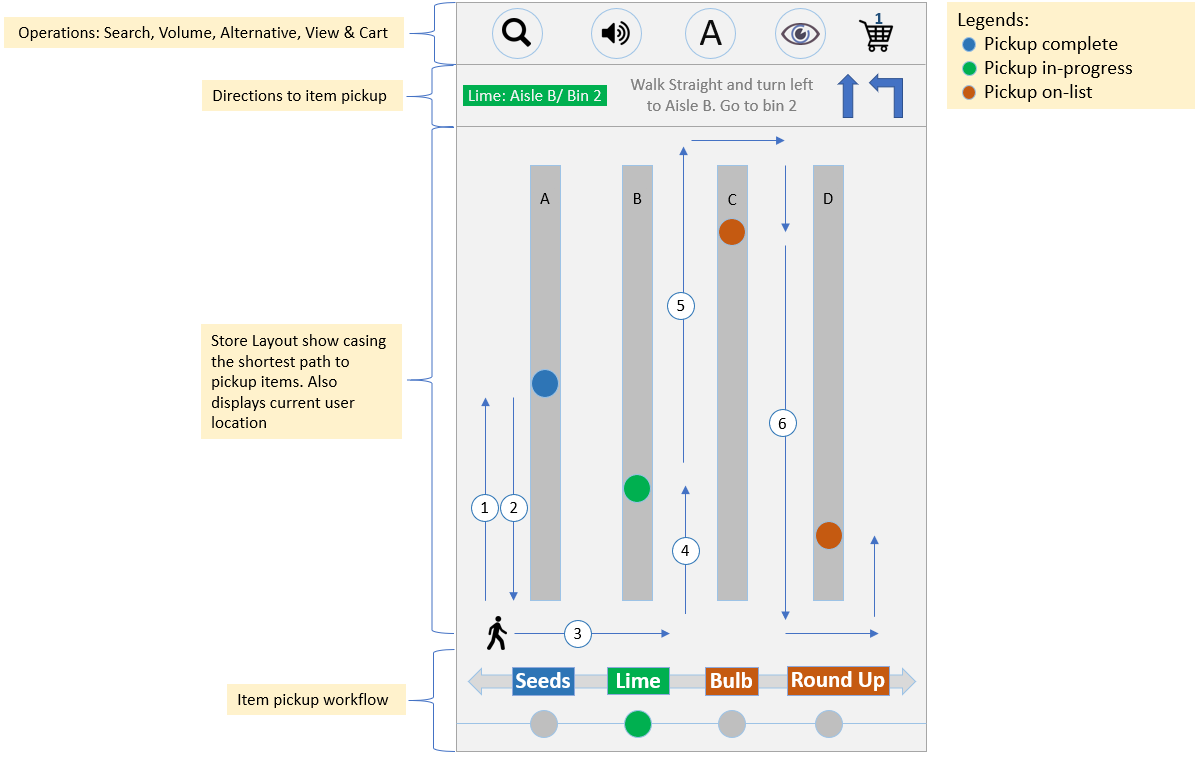 Operations: Search, Volume, Alternative, View & Cart
A
1
Legends:
Pickup complete
Pickup in-progress
Pickup on-list
Directions to item pickup
Lime: Aisle B/ Bin 2
Walk Straight and turn left
to Aisle B. Go to bin 2
A
B
C
D
5
Store Layout show casing
the shortest path to
pickup items. Also
displays current user
location
6
1
2
4
3
Item pickup workflow
Seeds
Lime
Bulb
Round Up